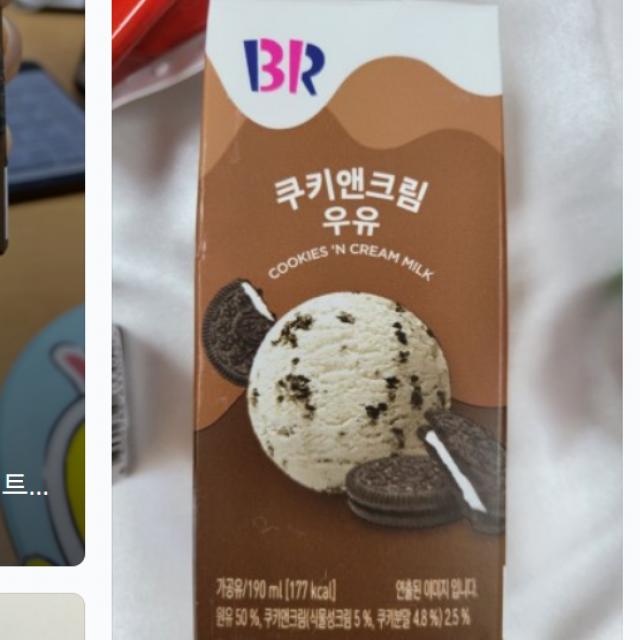 BR
쿠키앤크림
우유
COOKIES 'N CREAM MILK
가공유/190 ml [177 kcal]
연출된 이미지 입니다.
원유 50 %, 쿠키앤크림(식물성크림 5 %, 쿠키분말 4.8 %) 2.5 %
트...